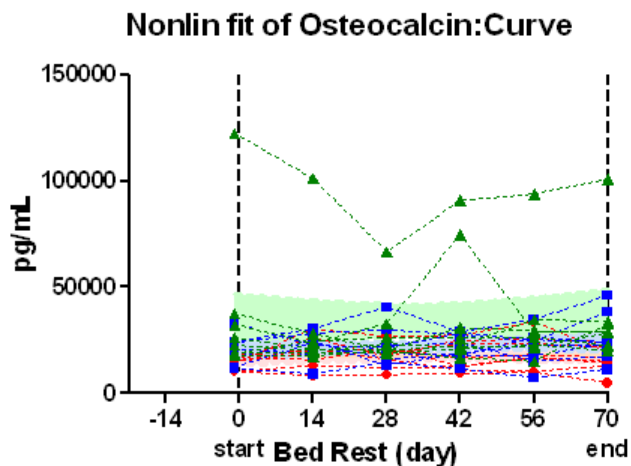 Nonlin fit of Osteocalcin:Curve
150000
100000
50000
0
pg/mL
-14 0 14 28 42 56 70
start Bed Rest (day) end